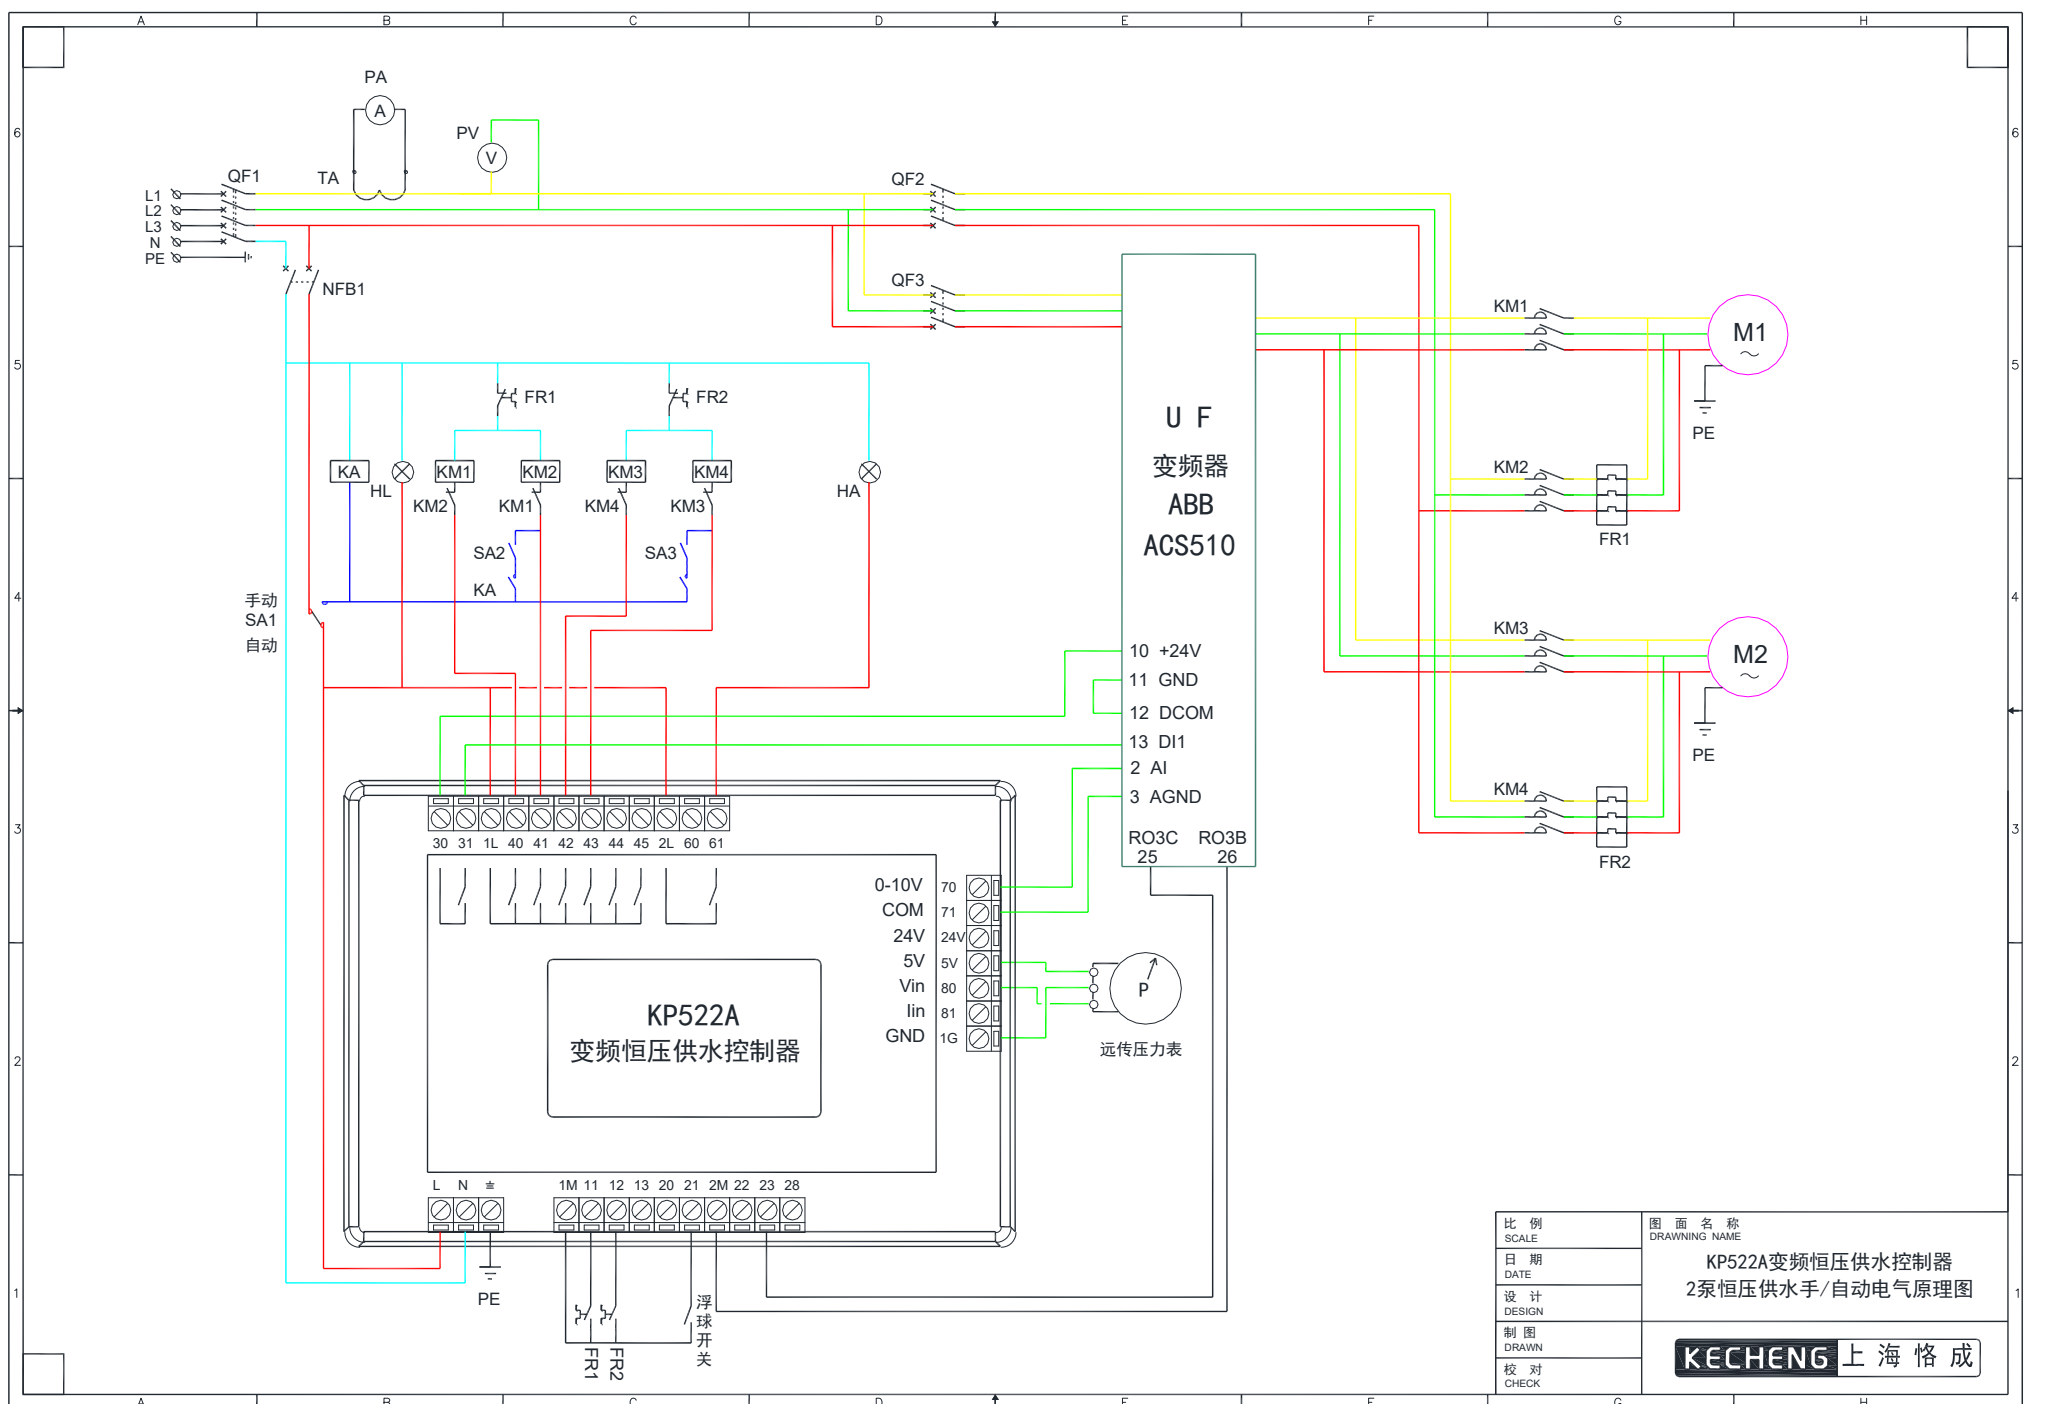 A B C D E F G H
6 6
5 5
4 4
3 3
2 2
1 1
PA
A
PV
V
TA
QF1
L1
L2
L3
N
PE
NFB1
QF2
QF3
FR1
FR2
KA
HL
KM1
KM2
KM3
KM4
HA
KM2
KM1
KM4
KM3
SA2
SA3
KA
手动
SA1
自动
U F
变频器
ABB
ACS510
10 +24V
11 GND
12 DCOM
13 DI1
2 AI
3 AGND
RO3C RO3B
25 26
KM1
M1
PE
KM2
FR1
KM3
M2
PE
KM4
FR2
30 31 1L 40 41 42 43 44 45 2L 60 61
0-10V 70
COM 71
24V 24V
5V 5V
Vin 80
Iin 81
GND 1G
KP522A
变频恒压供水控制器
P
远传压力表
L N
1M 11 12 13 20 21 2M 22 23 28
PE
FR1
FR2
浮球开关
比 例
SCALE
日 期
DATE
设 计
DESIGN
制 图
DRAWN
校 对
CHECK
图 面 名 称
DRAWING NAME
KP522A变频恒压供水控制器
2泵恒压供水手/自动电气原理图
KECHENG 上海恪成
A B C D E F G H